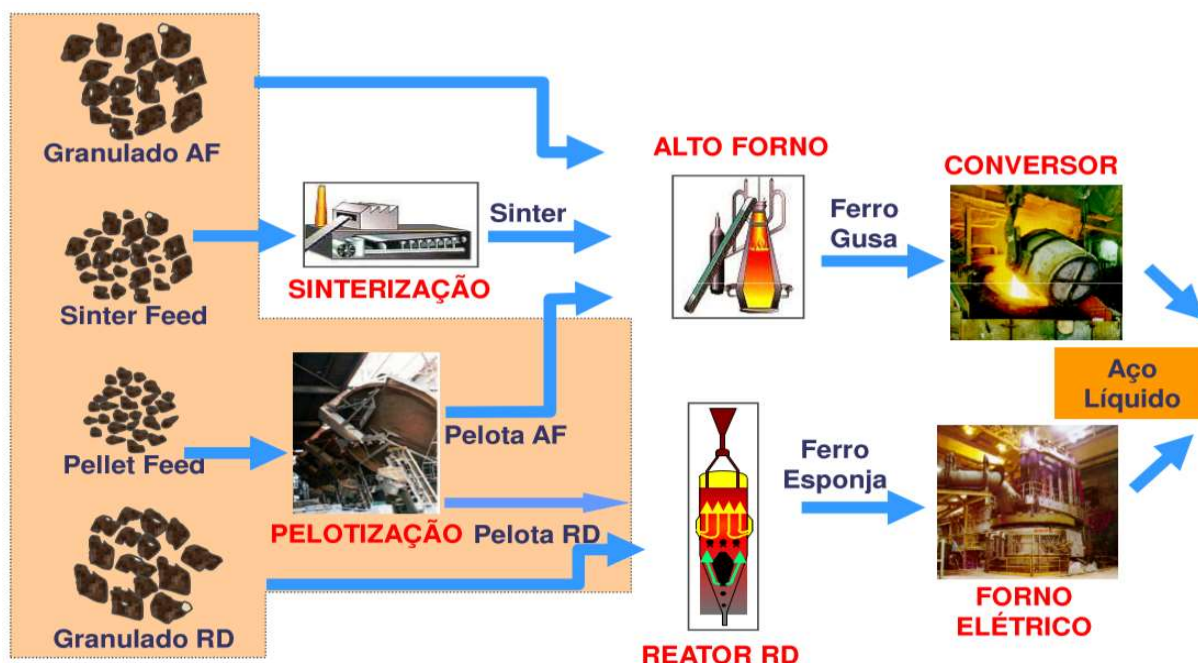 Granulado AF
Sinter Feed
Pellet Feed
Granulado RD
SINTERIZAÇÃO
Sinter
PELOTIZAÇÃO
Pelota AF
Pelota RD
ALTO FORNO
Ferro
Gusa
CONVERSOR
REATOR RD
Ferro
Esponja
FORNO
ELÉTRICO
Aço
Líquido